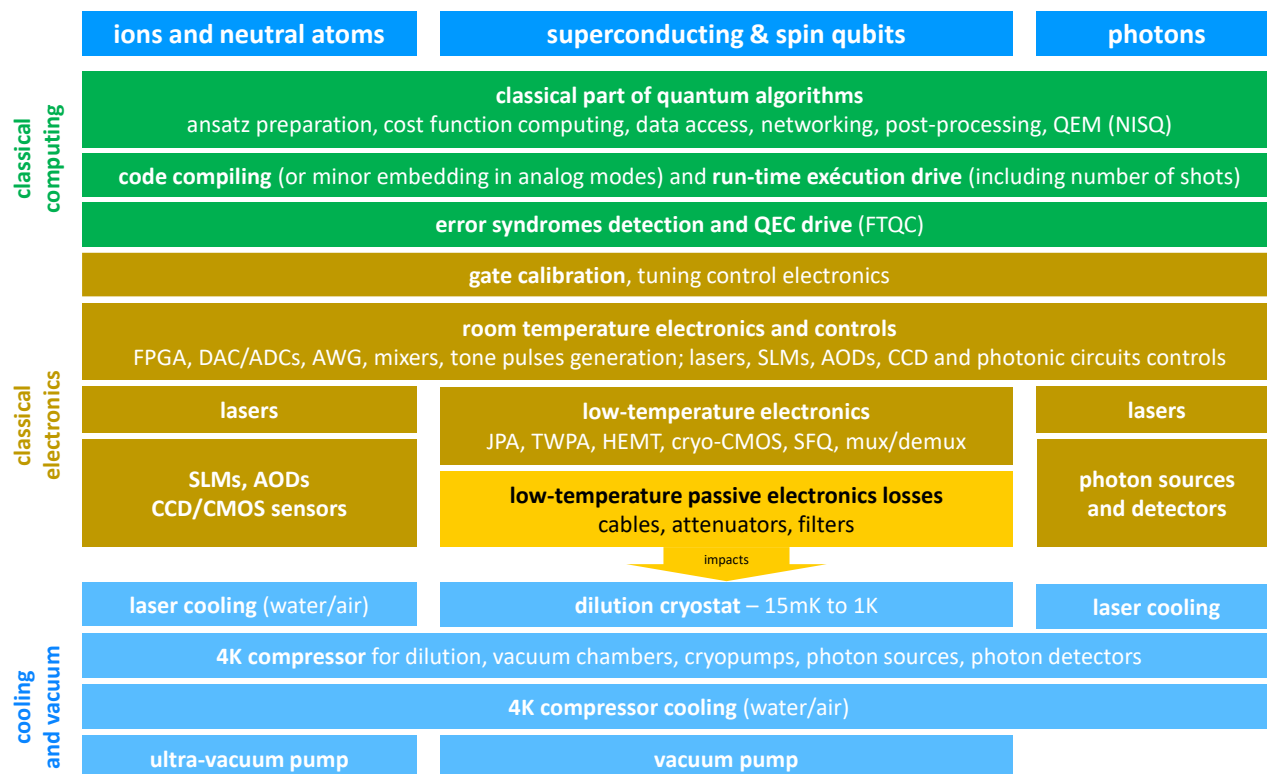 ions and neutral atoms
superconducting & spin qubits
photons
classical
computing
classical part of quantum algorithms
ansatz preparation, cost function computing, data access, networking, post-processing, QEM (NISQ)
code compiling (or minor embedding in analog modes) and run-time exécution drive (including number of shots)
error syndromes detection and QEC drive (FTQC)
classical
electronics
gate calibration, tuning control electronics
room temperature electronics and controls
FPGA, DAC/ADCs, AWG, mixers, tone pulses generation; lasers, SLMs, AODs, CCD and photonic circuits controls
lasers
SLMs, AODs
CCD/CMOS sensors
low-temperature electronics
JPA, TWPA, HEMT, cryo-CMOS, SFQ, mux/demux
low-temperature passive electronics losses
cables, attenuators, filters
impacts
lasers
photon sources
and detectors
cooling
and vacuum
laser cooling (water/air)
dilution cryostat – 15mK to 1K
laser cooling
4K compressor for dilution, vacuum chambers, cryopumps, photon sources, photon detectors
4K compressor cooling (water/air)
ultra-vacuum pump
vacuum pump